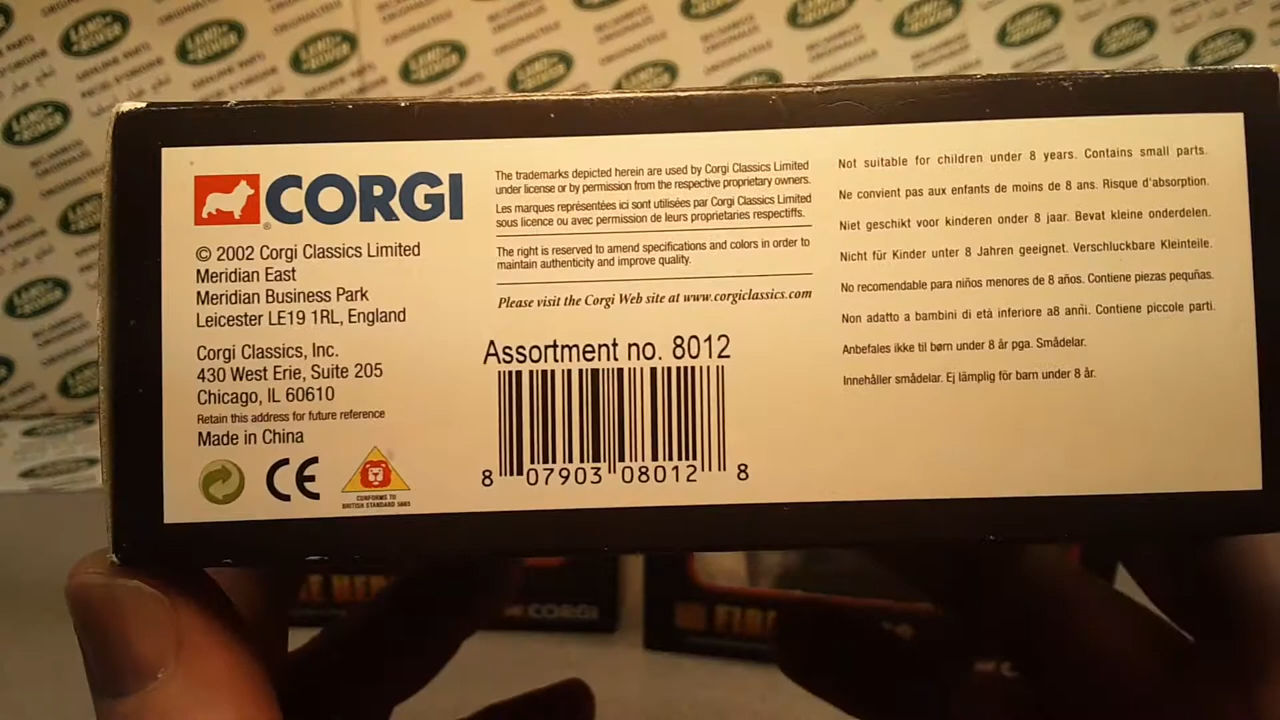 CORGI
© 2002 Corgi Classics Limited
Meridian East
Meridian Business Park
Leicester LE19 1RL, England
Corgi Classics, Inc.
430 West Erie, Suite 205
Chicago, IL 60610
Retain this address for future reference
Made in China
CE
CONFORMS TO
BRITISH STANDARD 5665
The trademarks depicted herein are used by Corgi Classics Limited
under license or by permission from the respective proprietary owners.
Les marques représentées ici sont utilisées par Corgi Classics Limited
sous licence ou avec permission de leurs proprietaries respectiffs.
The right is reserved to amend specifications and colors in order to
maintain authenticity and improve quality.
Please visit the Corgi Web site at www.corgiclassics.com
Assortment no. 8012
8 07903 08012 8
Not suitable for children under 8 years. Contains small parts.
Ne convient pas aux enfants de moins de 8 ans. Risque d'absorption.
Niet geschikt voor kinderen onder 8 jaar. Bevat kleine onderdelen.
Nicht für Kinder unter 8 Jahren geeignet. Verschluckbare Kleinteile.
No recomendable para niños menores de 8 años. Contiene piezas pequñas.
Non adatto a bambini di età inferiore a8 anñi. Contiene piccole parti.
Anbefales ikke til børn under 8 år pga. Smådelar.
Innehåller smådelar. Ej lämplig för barn under 8 år.
LAND ROVER
GENUINE PARTS
CORGI